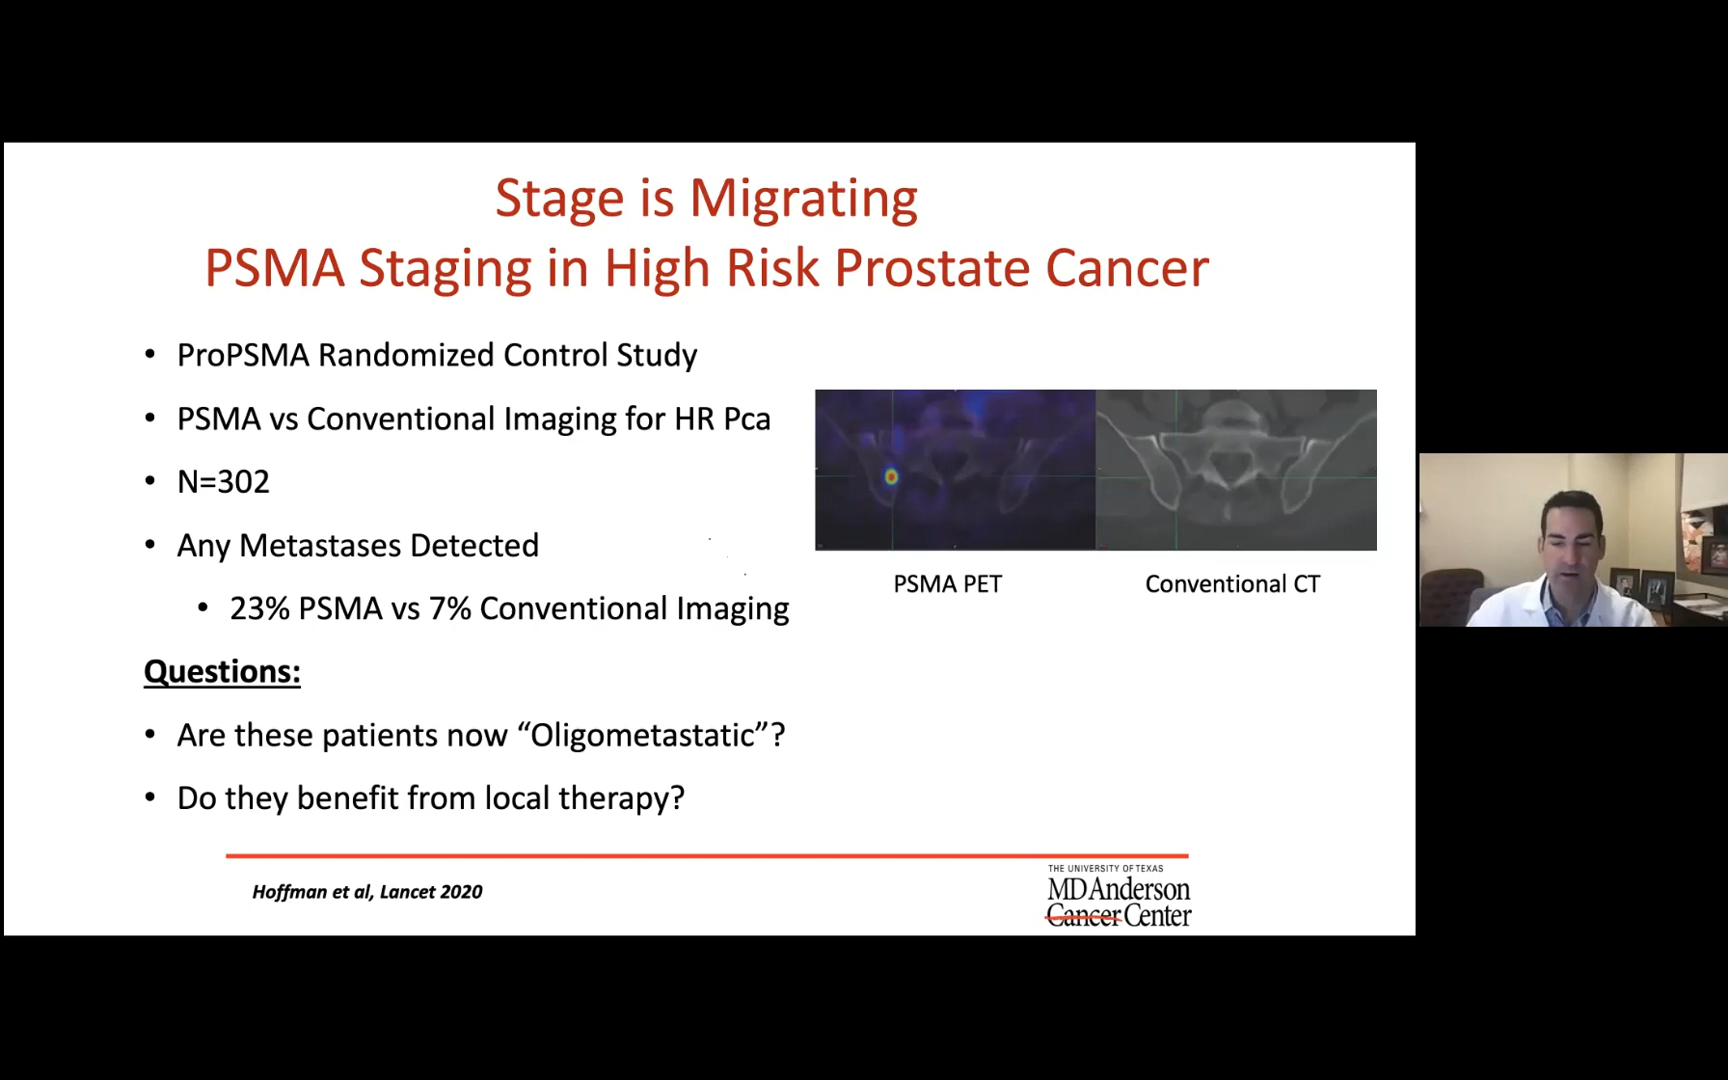 Stage is Migrating
PSMA Staging in High Risk Prostate Cancer
• ProPSMA Randomized Control Study
• PSMA vs Conventional Imaging for HR Pca
• N=302
• Any Metastases Detected
• 23% PSMA vs 7% Conventional Imaging
PSMA PET
Conventional CT
Questions:
• Are these patients now “Oligometastatic”?
• Do they benefit from local therapy?
Hoffman et al, Lancet 2020
THE UNIVERSITY OF TEXAS
MD Anderson
Cancer Center